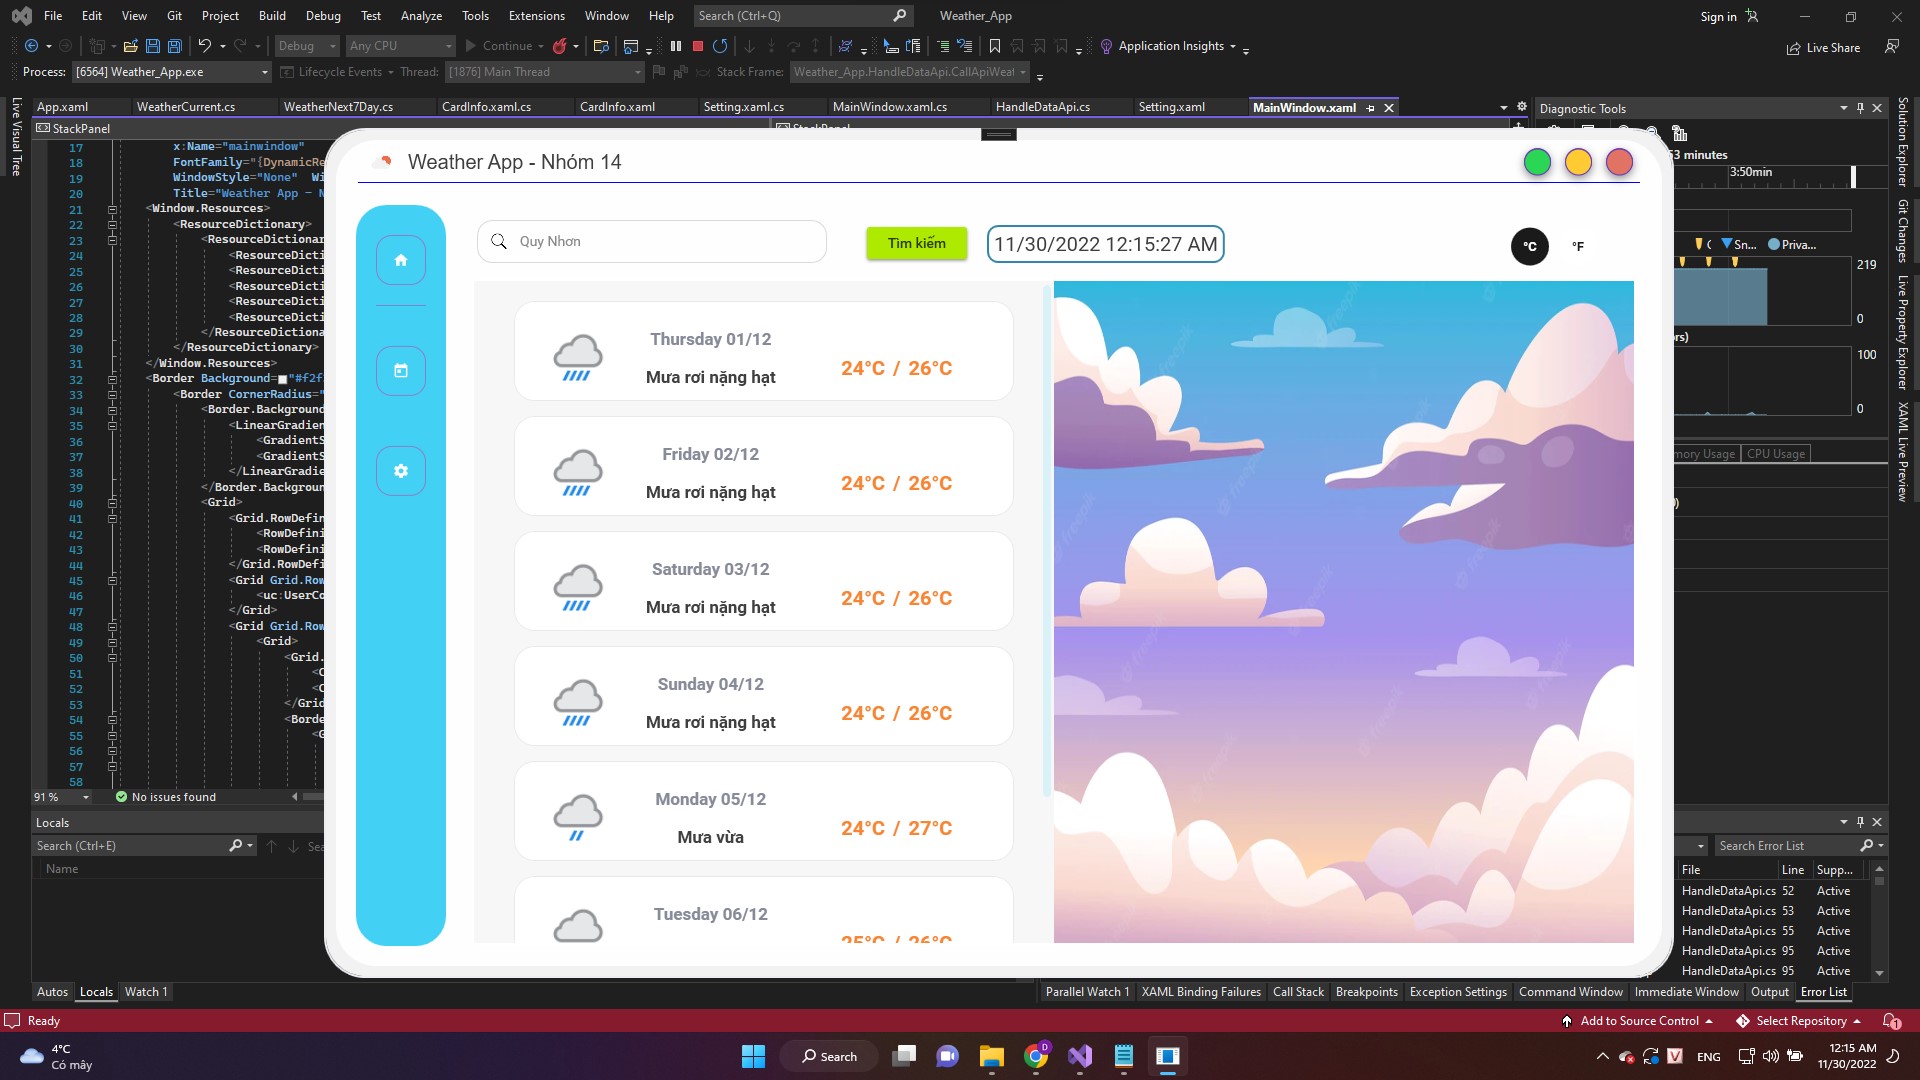 File Edit View Git Project Build Debug Test Analyze Tools Extensions Window Help Search (Ctrl+Q) Weather_App Sign in
Debug Any CPU Continue Application Insights Live Share
Process: [6564] Weather_App.exe Lifecycle Events Thread: [1876] Main Thread Stack Frame: Weather_App.HandleDataApi.CallApiWeat
App.xaml WeatherCurrent.cs WeatherNext7Day.cs CardInfo.xaml.cs CardInfo.xaml Setting.xaml.cs MainWindow.xaml.cs HandleDataApi.cs Setting.xaml MainWindow.xaml Diagnostic Tools
Live Visual Tree
StackPanel StackPanel
17 x:Name="mainwindow"
18 FontFamily="{DynamicRe
19 WindowStyle="None" Wi
20 Title="Weather App - N
21 <Window.Resources>
22 <ResourceDictionary>
23 <ResourceDictionar
24 <ResourceDicti
25 <ResourceDicti
26 <ResourceDicti
27 <ResourceDicti
28 <ResourceDicti
29 </ResourceDictiona
30 </ResourceDictionary>
31 </Window.Resources>
32 <Border Background="#f2f
33 <Border CornerRadius="
34 <Border.Background
35 <LinearGradien
36 <GradientS
37 <GradientS
38 </LinearGradie
39 </Border.Backgroun
40 <Grid>
41 <Grid.RowDefin
42 <RowDefini
43 <RowDefini
44 </Grid.RowDefi
45 <Grid Grid.Row
46 <uc:UserCo
47 </Grid>
48 <Grid Grid.Row
49 <Grid>
50 <Grid.
51 <C
52 <C
53 </Grid
54 <Borde
55 <G
56
57
58
91 % No issues found
Locals
Search (Ctrl+E)
Name
Autos Locals Watch 1
Weather App - Nhóm 14
Quy Nhơn
Tìm kiếm
11/30/2022 12:15:27 AM
°C °F
Thursday 01/12
Mưa rơi nặng hạt
24°C / 26°C
Friday 02/12
Mưa rơi nặng hạt
24°C / 26°C
Saturday 03/12
Mưa rơi nặng hạt
24°C / 26°C
Sunday 04/12
Mưa rơi nặng hạt
24°C / 26°C
Monday 05/12
Mưa vừa
24°C / 27°C
Tuesday 06/12
25°C / 26°C
freepik
53 minutes
3:50min
Sn... Priva...
219
0
rs)
100
0
mory Usage CPU Usage
Solution Explorer
Git Changes
Live Property Explorer
XAML Live Preview
Search Error List
File Line Supp...
HandleDataApi.cs 52 Active
HandleDataApi.cs 53 Active
HandleDataApi.cs 55 Active
HandleDataApi.cs 95 Active
HandleDataApi.cs 95 Active
Parallel Watch 1 XAML Binding Failures Call Stack Breakpoints Exception Settings Command Window Immediate Window Output Error List
Ready Add to Source Control Select Repository 1
4°C
Có mây
Search
D
V
ENG
12:15 AM
11/30/2022